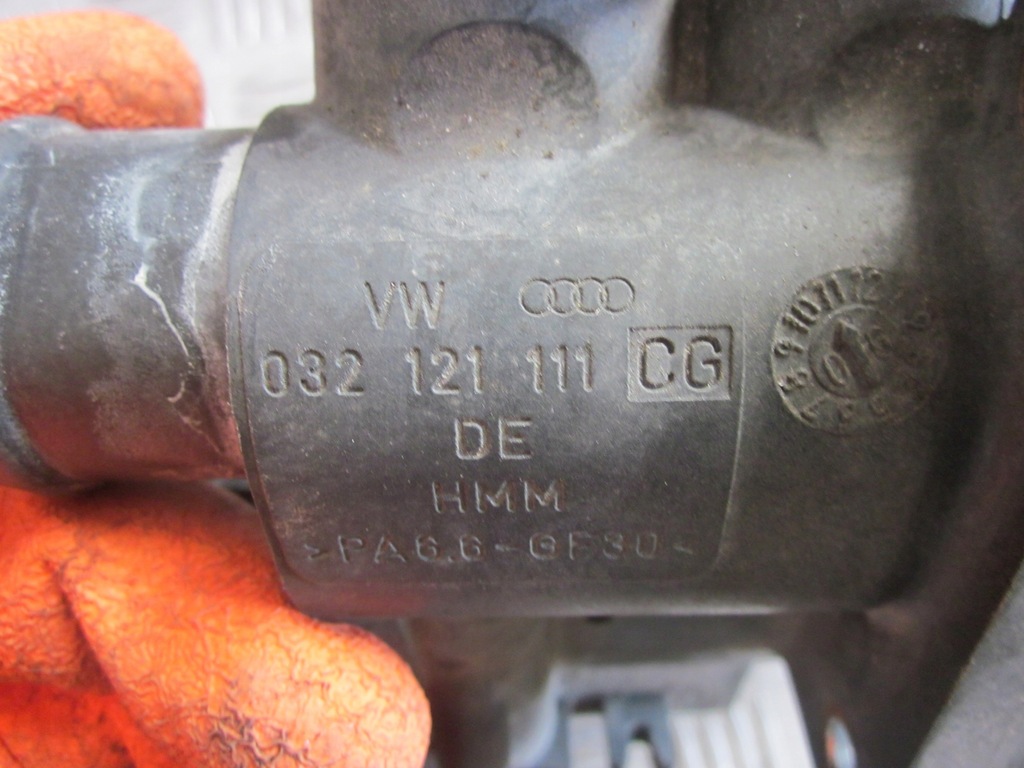 VW
032 121 111 CG
DE
HMM
>PA6.6-GF30<